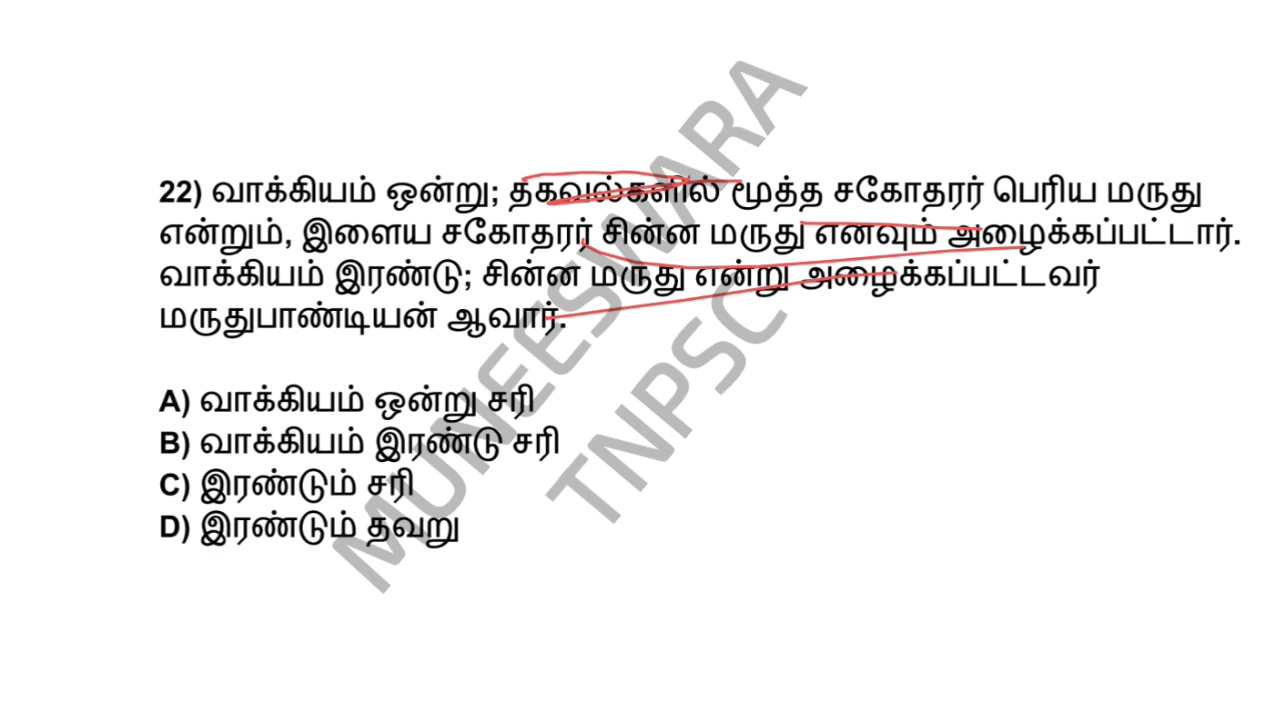 22) வாக்கியம் ஒன்று; தகவல்களில் மூத்த சகோதரர் பெரிய மருது
என்றும், இளைய சகோதரர் சின்ன மருது எனவும் அழைக்கப்பட்டார்.
வாக்கியம் இரண்டு; சின்ன மருது என்று அழைக்கப்பட்டவர்
மருதுபாண்டியன் ஆவார்.
A) வாக்கியம் ஒன்று சரி
B) வாக்கியம் இரண்டு சரி
C) இரண்டும் சரி
D) இரண்டும் தவறு
MUNEESWARA
TNPSC